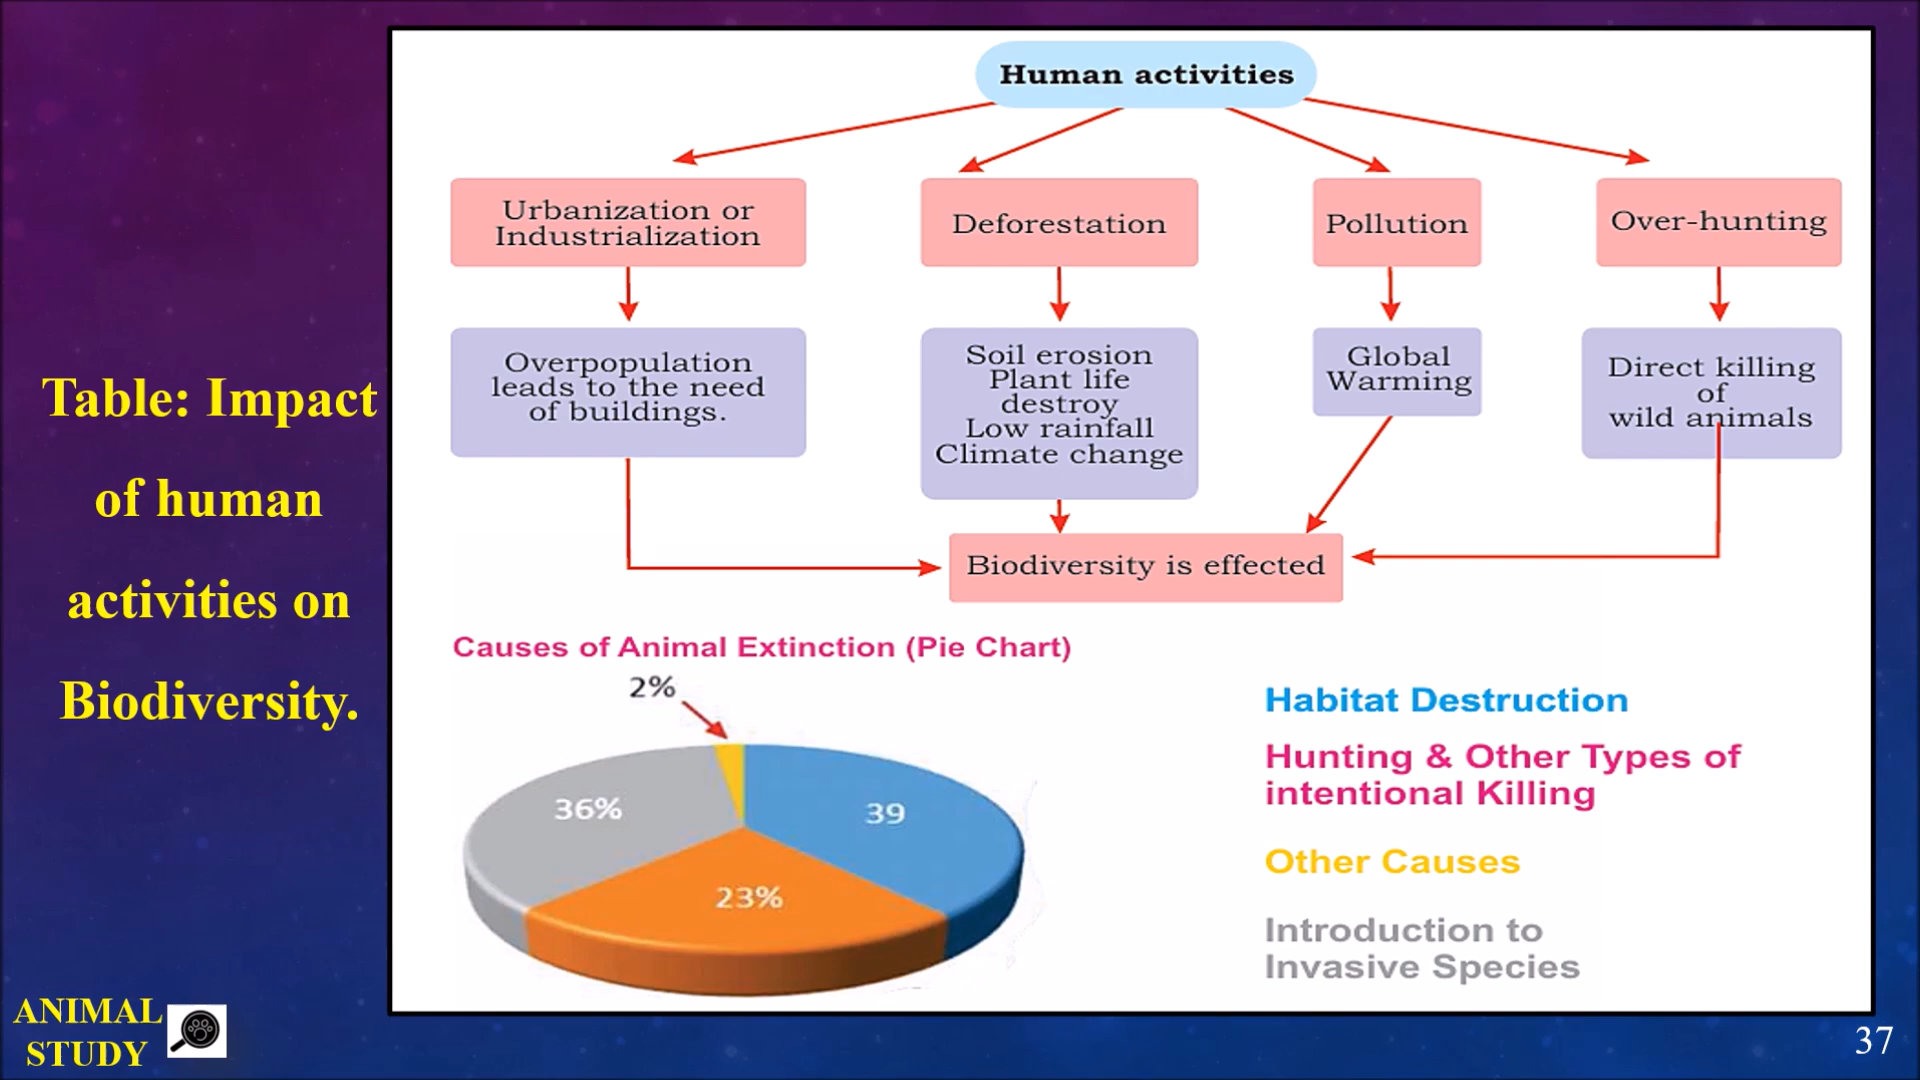 Table: Impact
of human
activities on
Biodiversity.
Human activities
Urbanization or
Industrialization
Deforestation
Pollution
Over-hunting
Overpopulation
leads to the need
of buildings.
Soil erosion
Plant life
destroy
Low rainfall
Climate change
Global
Warming
Direct killing
of
wild animals
Biodiversity is effected
Causes of Animal Extinction (Pie Chart)
2%
36%
39
23%
Habitat Destruction
Hunting & Other Types of
intentional Killing
Other Causes
Introduction to
Invasive Species
ANIMAL
STUDY
37